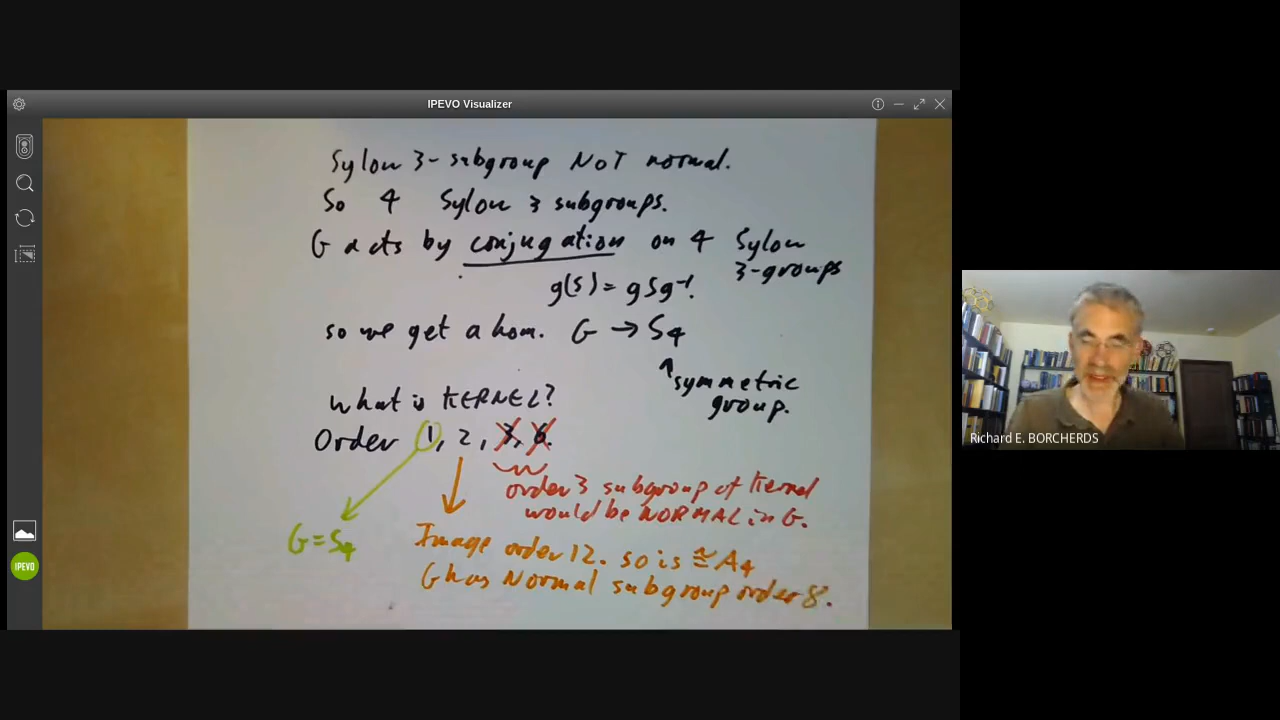 IPEVO Visualizer
Sylow 3-subgroup NOT normal.
So 4 Sylow 3 subgroups.
G acts by conjugation on 4 Sylow
3-groups
g(S) = gSg⁻¹.
so we get a hom. G → S₄
symmetric
group.
What is KERNEL?
Order 1, 2, 3, 6.
order 3 subgroup of Kernel
would be NORMAL in G.
G = S₄
Image order 12. so is ≅ A₄
G has Normal subgroup order 8.
IPEVO
Richard E. BORCHERDS